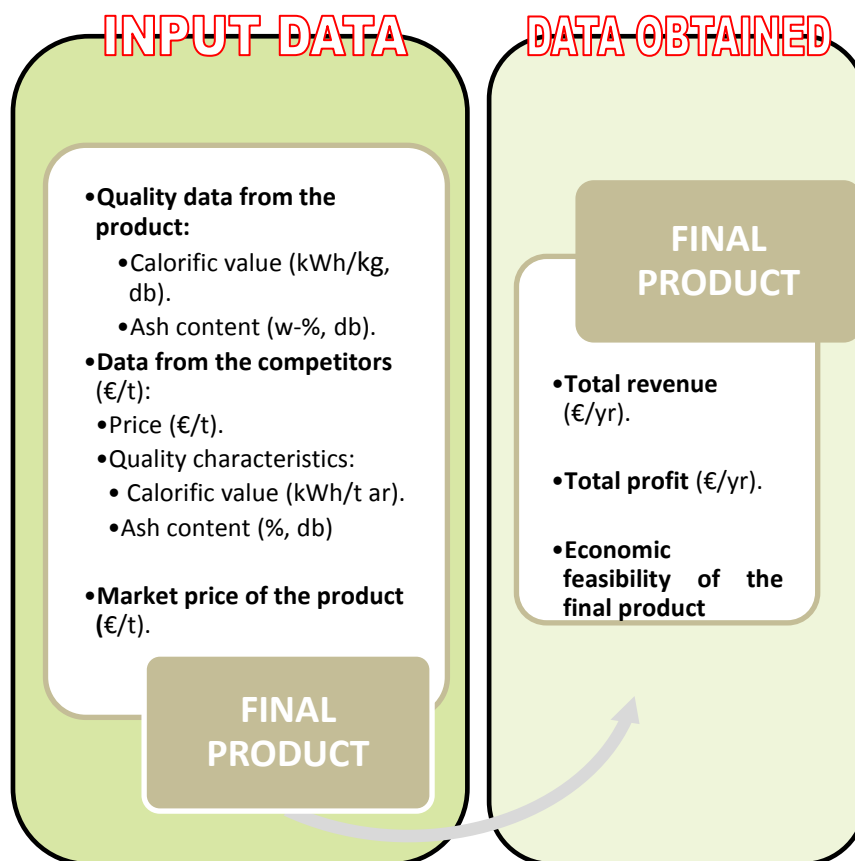 INPUT DATA
•Quality data from the
product:
•Calorific value (kWh/kg,
db).
•Ash content (w-%, db).
•Data from the competitors
(€/t):
•Price (€/t).
•Quality characteristics:
• Calorific value (kWh/t ar).
•Ash content (%, db)
•Market price of the product
(€/t).
FINAL
PRODUCT
DATA OBTAINED
FINAL
PRODUCT
•Total revenue
(€/yr).
•Total profit (€/yr).
•Economic
feasibility of the
final product